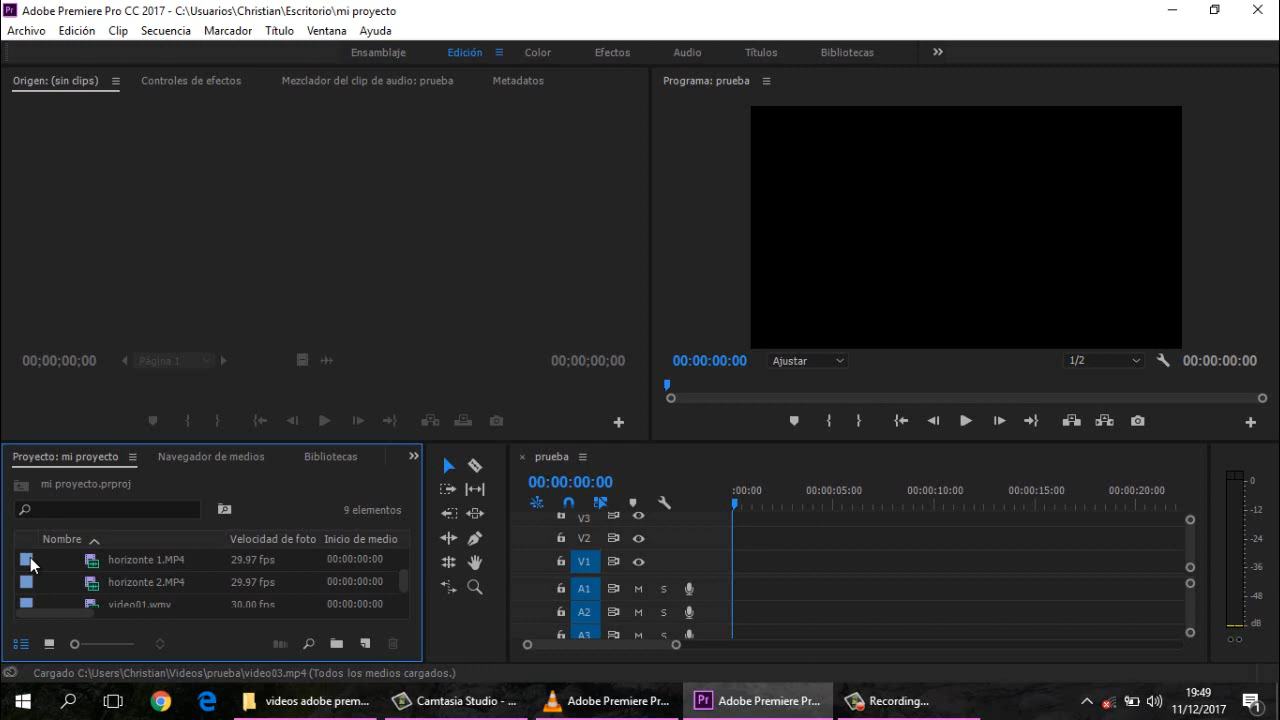 Pr Adobe Premiere Pro CC 2017 - C:\Usuarios\Christian\Escritorio\mi proyecto
Archivo Edición Clip Secuencia Marcador Título Ventana Ayuda
Ensamblaje Edición Color Efectos Audio Títulos Bibliotecas
Origen: (sin clips) Controles de efectos Mezclador del clip de audio: prueba Metadatos
Programa: prueba
00;00;00;00 Página 1 00;00;00;00
00:00:00:00 Ajustar 1/2 00:00:00:00
Proyecto: mi proyecto Navegador de medios Bibliotecas
mi proyecto.prproj
9 elementos
Nombre Velocidad de foto Inicio de medio
horizonte 1.MP4 29.97 fps 00:00:00:00
horizonte 2.MP4 29.97 fps 00:00:00:00
video01.wmv 30.00 fps 00:00:00:00
prueba
00:00:00:00
:00:00 00:00:05:00 00:00:10:00 00:00:15:00 00:00:20:00
V3
V2
V1
A1 M S
A2 M S
A3 M S
0
-12
-24
-36
-48
dB
Cargado C:\Users\Christian\Videos\prueba\video03.mp4 (Todos los medios cargados.)
videos adobe prem... Camtasia Studio - ... Adobe Premiere Pro... Pr Adobe Premiere Pr... Recording...
19:49
11/12/2017
1